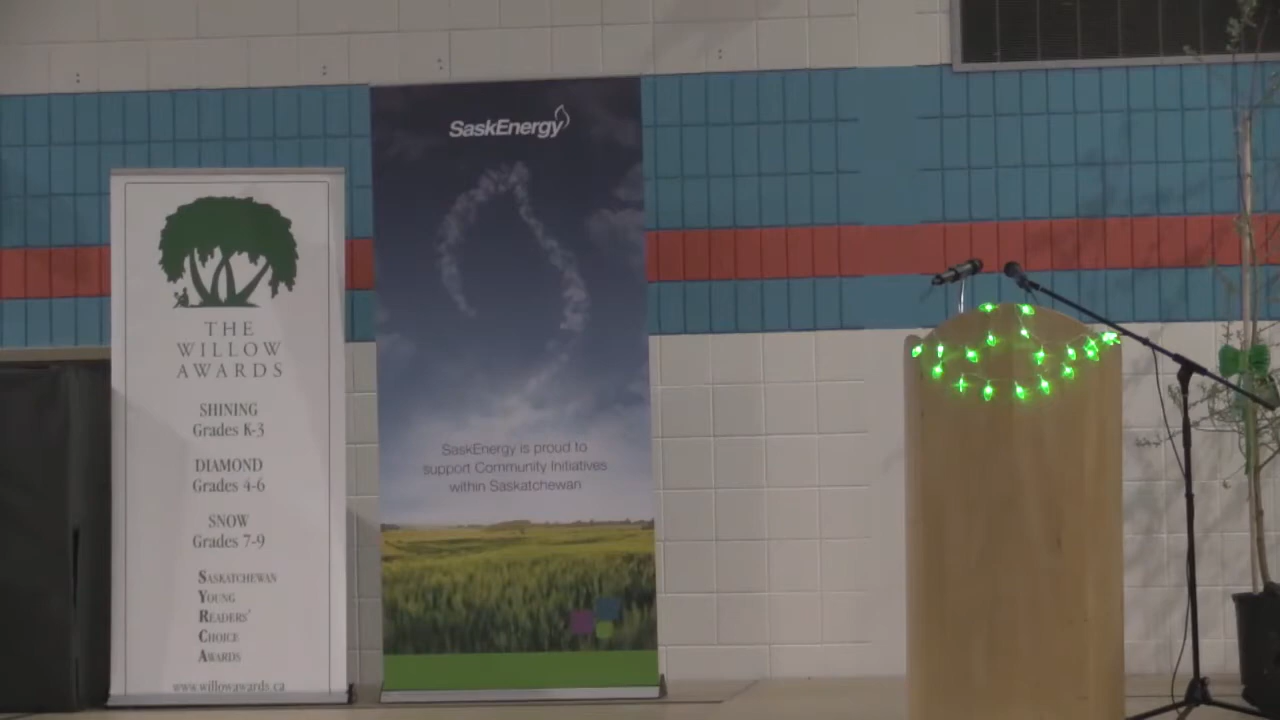 THE
WILLOW
AWARDS
SHINING
Grades K-3
DIAMOND
Grades 4-6
SNOW
Grades 7-9
SASKATCHEWAN
YOUNG
READERS'
CHOICE
AWARDS
www.willowawards.ca
SaskEnergy
SaskEnergy is proud to
support Community Initiatives
within Saskatchewan